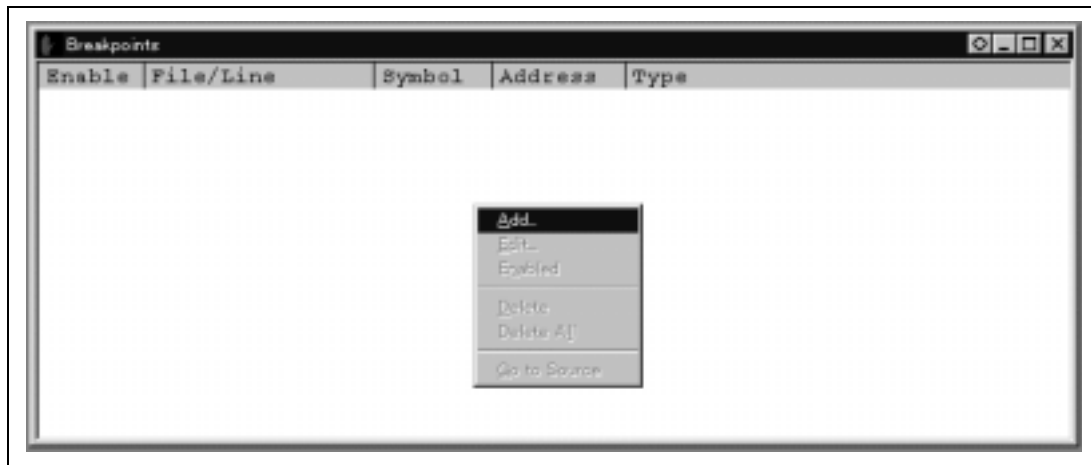 Breakpoints
Enable File/Line Symbol Address Type
Add...
Edit...
Enabled
Delete
Delete All
Go to Source